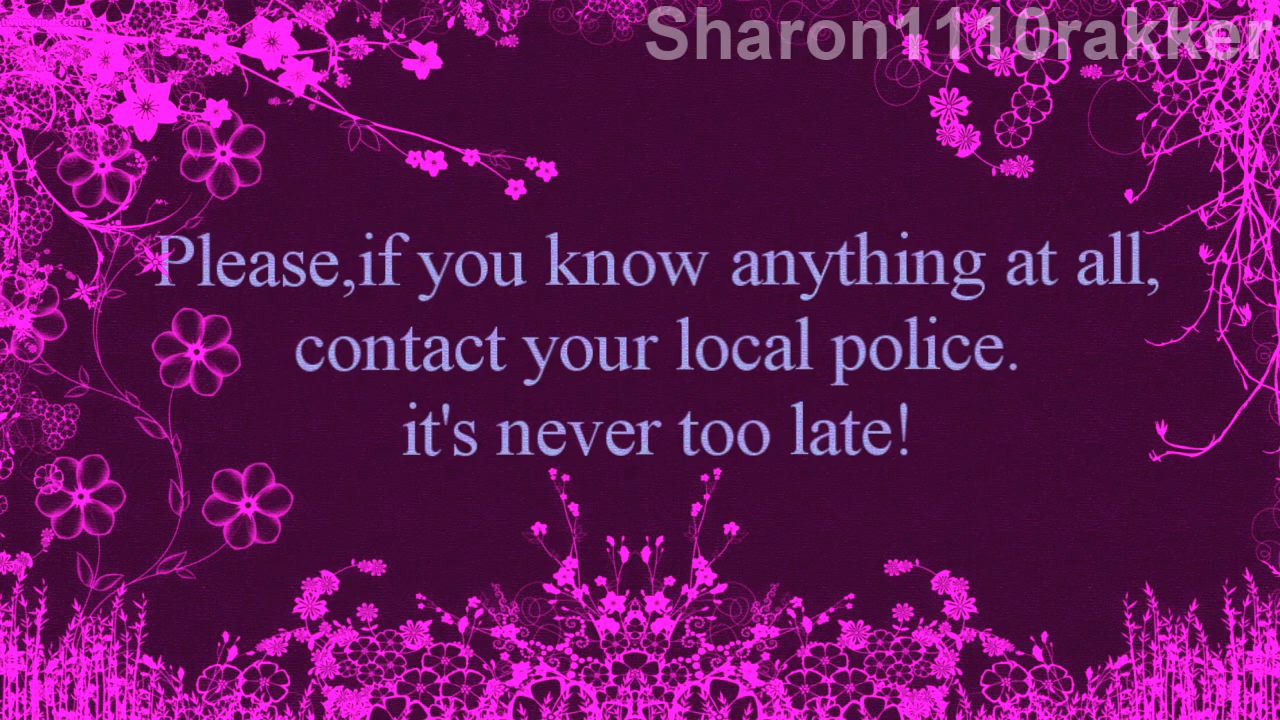 Sharon1110rakker
Please,if you know anything at all,
contact your local police.
it's never too late!